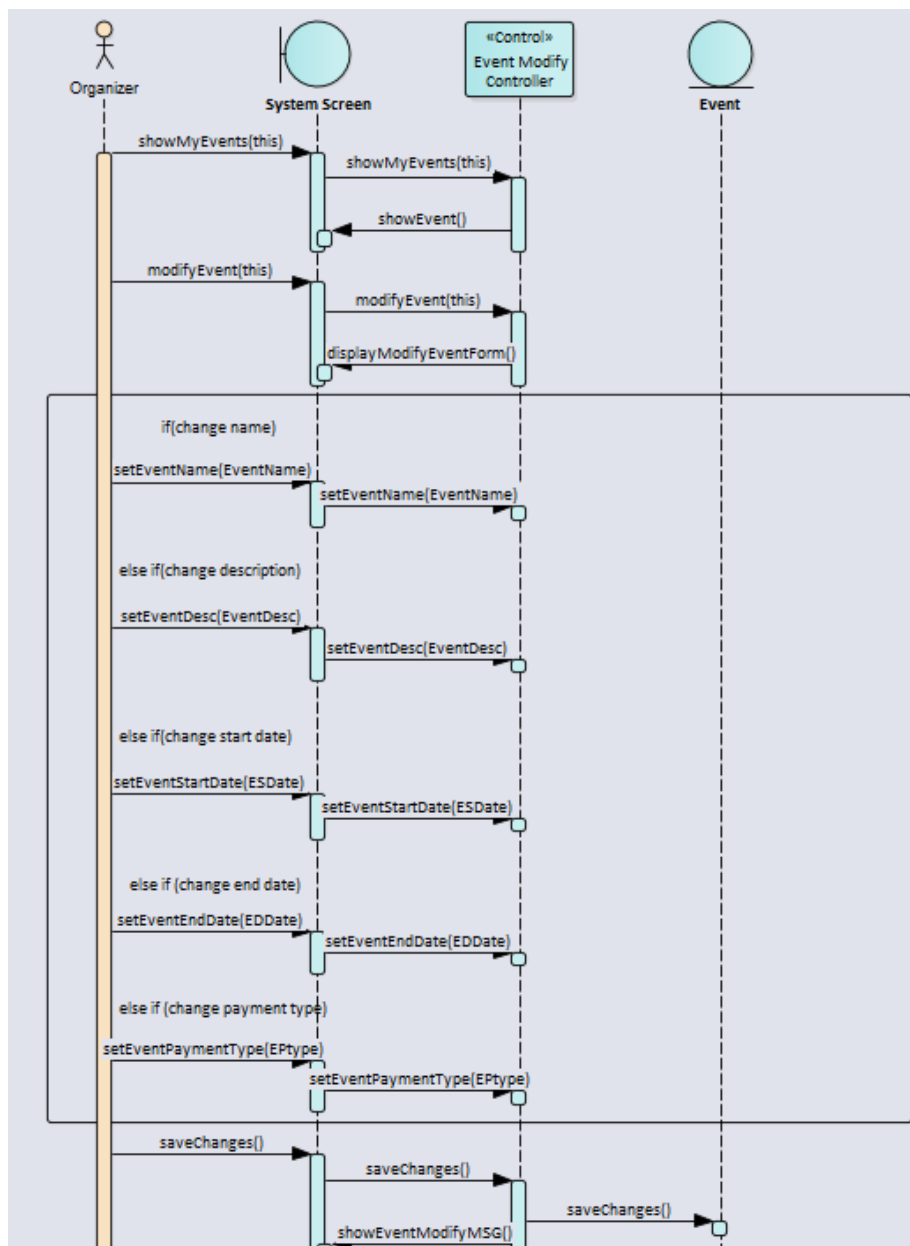 «Control»
Event Modify
Controller
Organizer
System Screen
Event
showMyEvents(this)
showMyEvents(this)
showEvent()
modifyEvent(this)
modifyEvent(this)
displayModifyEventForm()
if(change name)
setEventName(EventName)
setEventName(EventName)
else if(change description)
setEventDesc(EventDesc)
setEventDesc(EventDesc)
else if(change start date)
setEventStartDate(ESDate)
setEventStartDate(ESDate)
else if (change end date)
setEventEndDate(EDDate)
setEventEndDate(EDDate)
else if (change payment type)
setEventPaymentType(EPtype)
setEventPaymentType(EPtype)
saveChanges()
saveChanges()
saveChanges()
showEventModifyMSG()